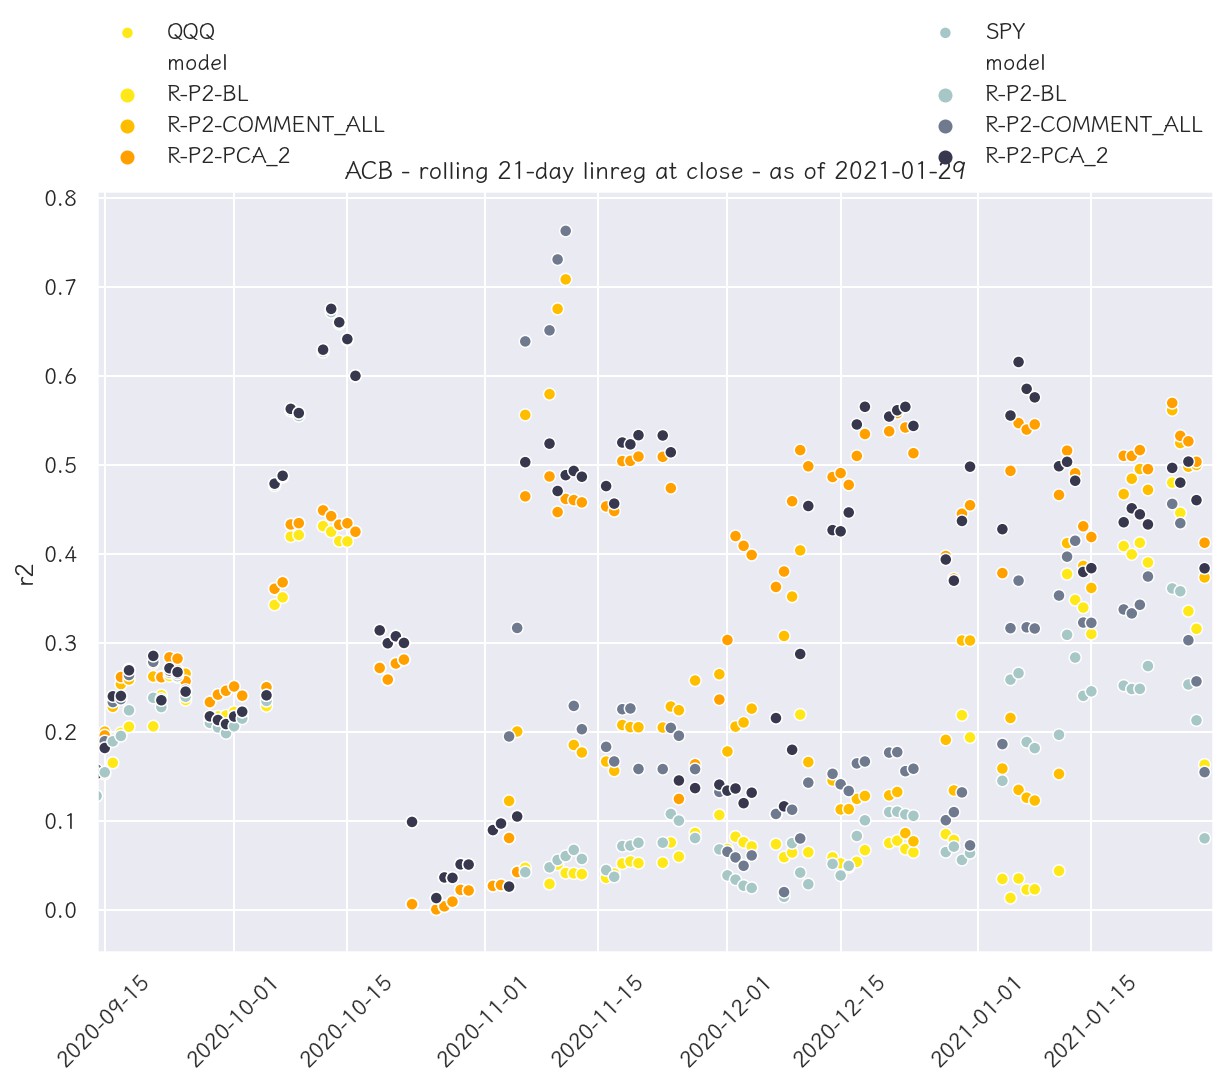 QQQ
model
R-P2-BL
R-P2-COMMENT_ALL
R-P2-PCA_2
SPY
model
R-P2-BL
R-P2-COMMENT_ALL
R-P2-PCA_2
ACB - rolling 21-day linreg at close - as of 2021-01-29
r2
0.8
0.7
0.6
0.5
0.4
0.3
0.2
0.1
0.0
2020-09-15
2020-10-01
2020-10-15
2020-11-01
2020-11-15
2020-12-01
2020-12-15
2021-01-01
2021-01-15